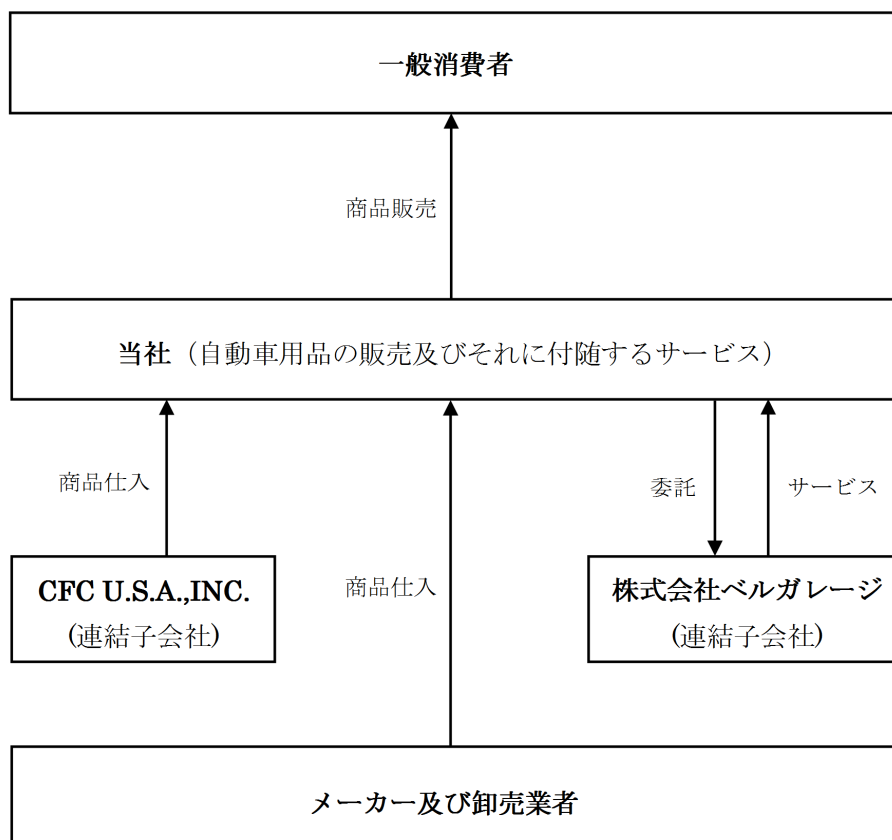 一般消費者
商品販売
当社（自動車用品の販売及びそれに付随するサービス）
商品仕入
委託
サービス
CFC U.S.A.,INC.
(連結子会社)
商品仕入
株式会社ベルガレージ
(連結子会社)
メーカー及び卸売業者